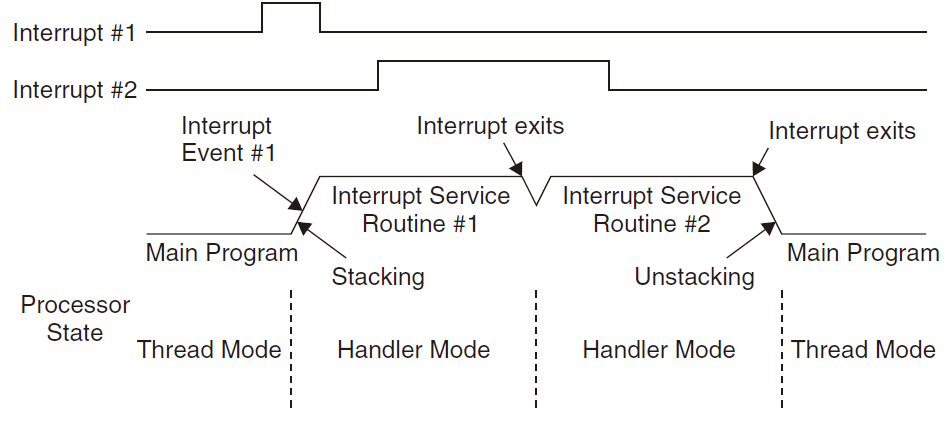 Interrupt #1
Interrupt #2
Interrupt
Event #1
Interrupt exits
Interrupt exits
Interrupt Service
Routine #1
Interrupt Service
Routine #2
Main Program
Stacking
Unstacking
Main Program
Processor
State
Thread Mode
Handler Mode
Handler Mode
Thread Mode